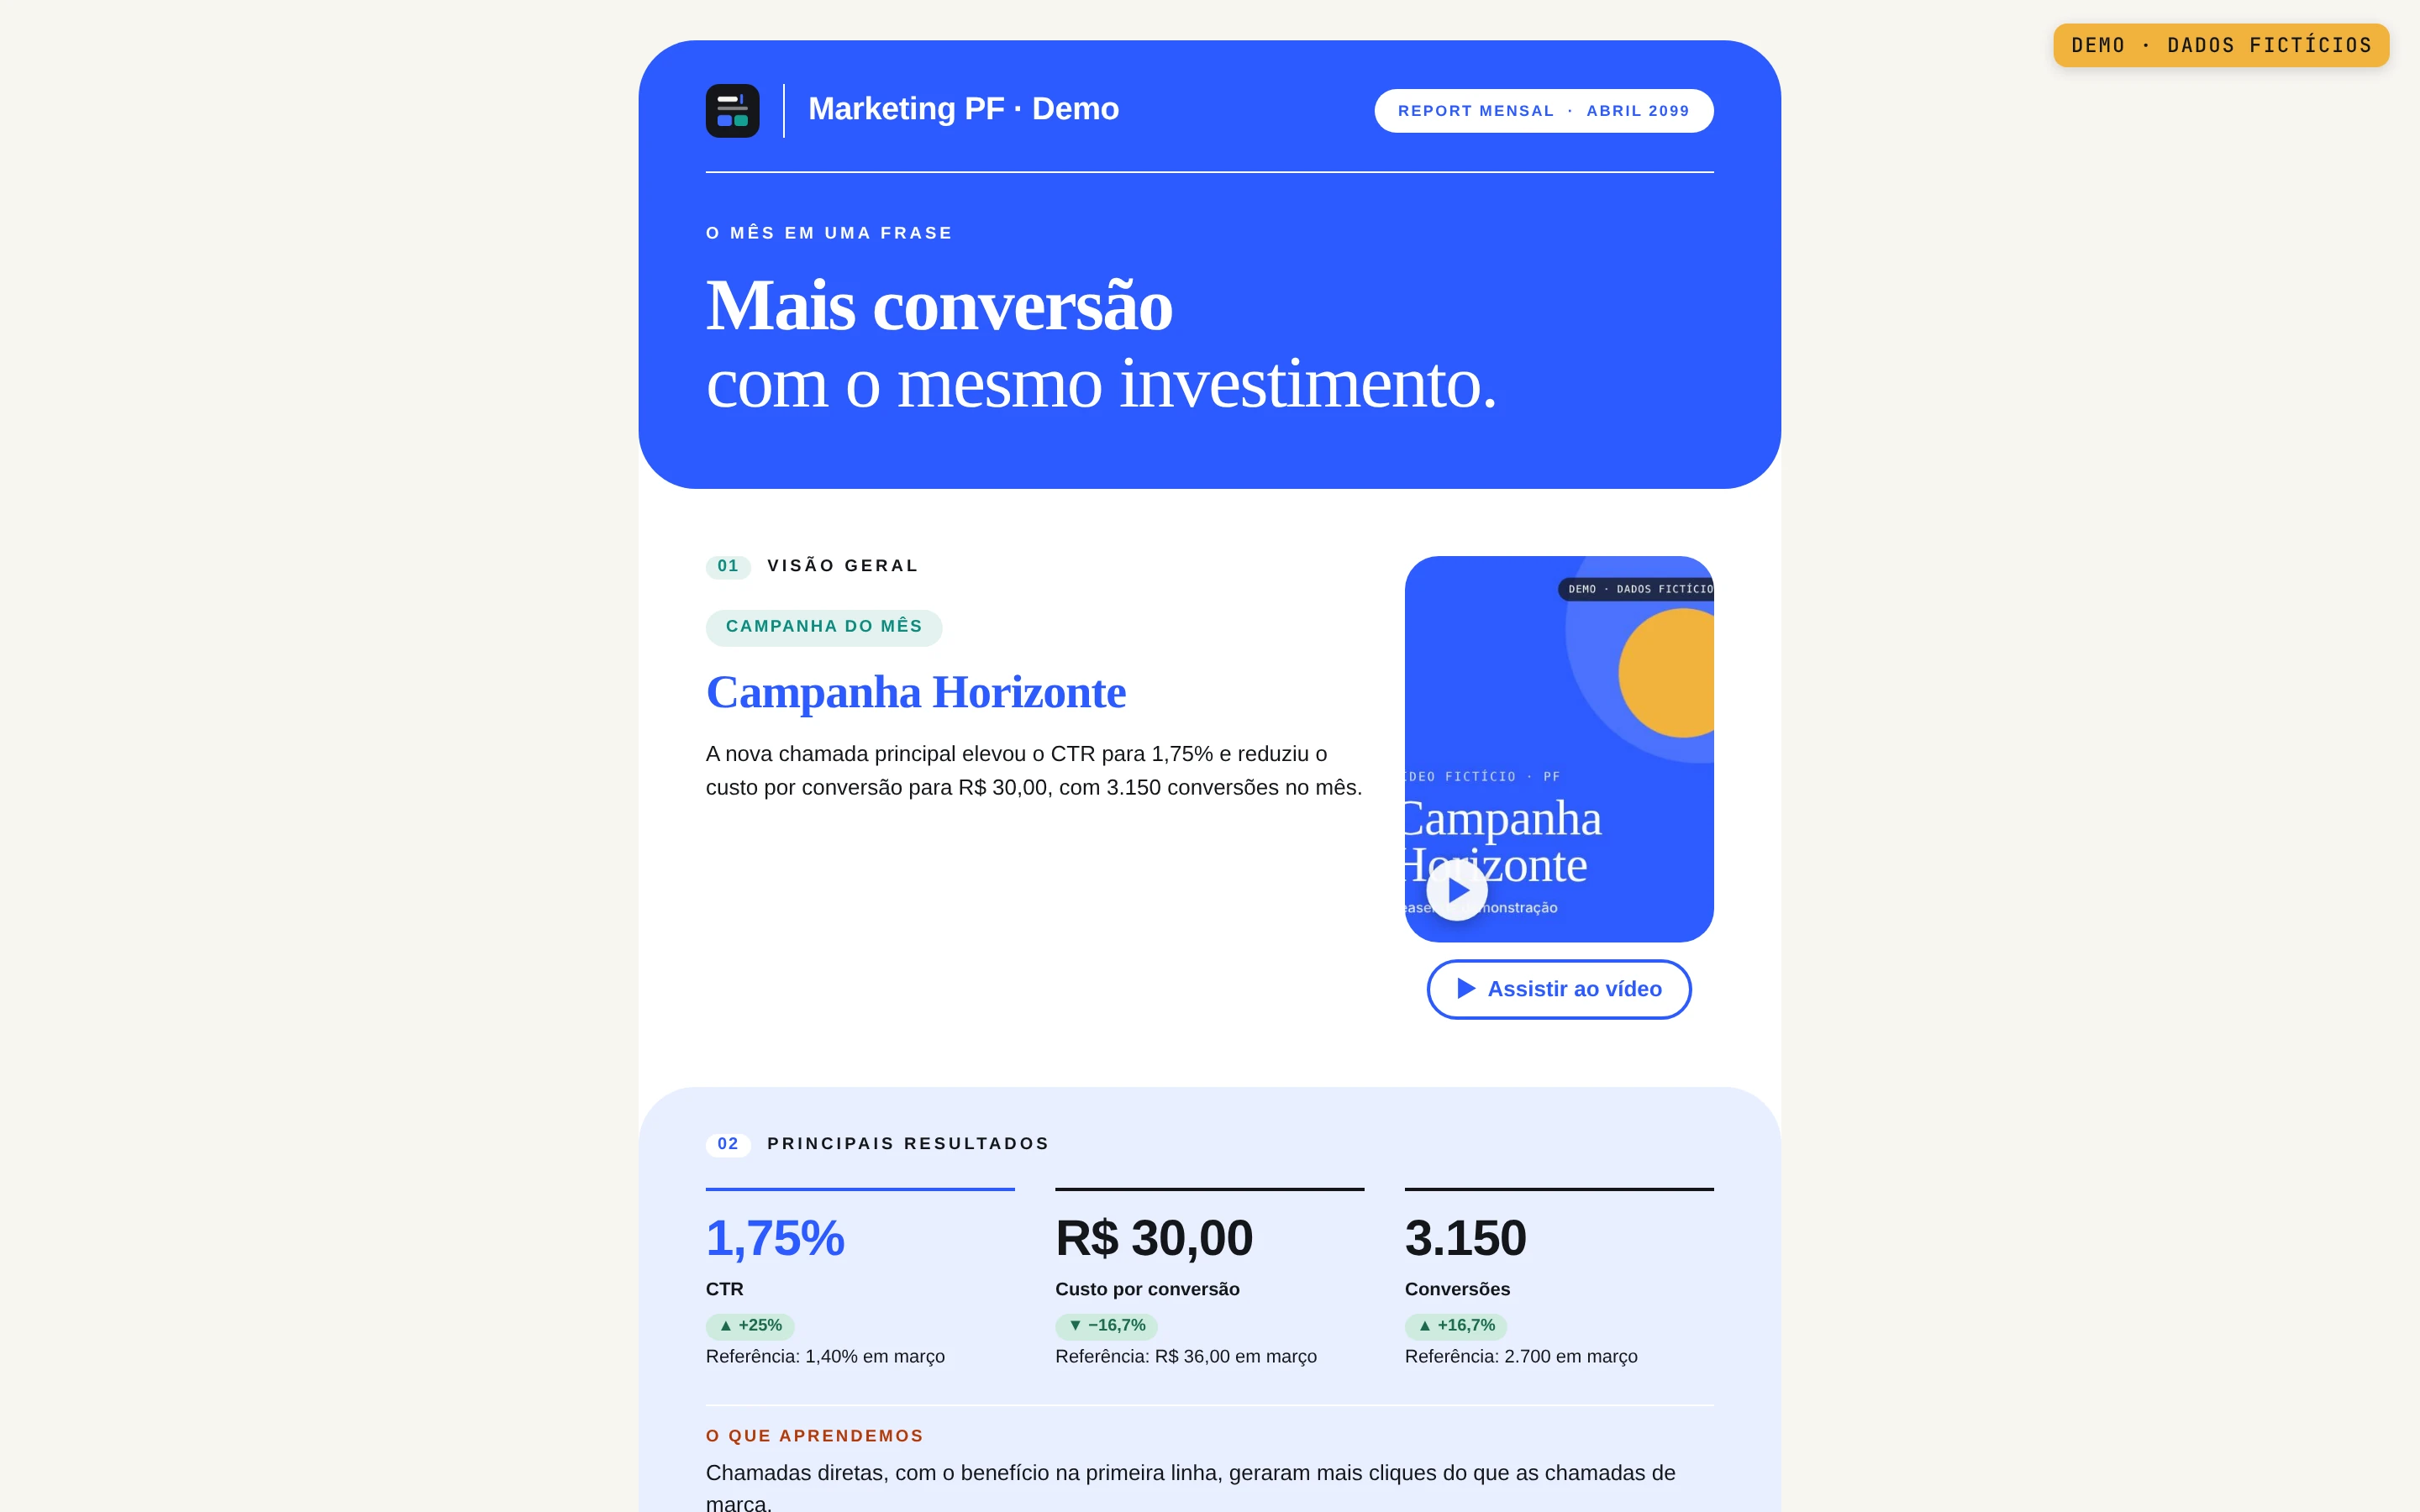 DEMO · DADOS FICTÍCIOS
Marketing PF · Demo
REPORT MENSAL · ABRIL 2099
O MÊS EM UMA FRASE
Mais conversão
com o mesmo investimento.
01 VISÃO GERAL
CAMPANHA DO MÊS
Campanha Horizonte
A nova chamada principal elevou o CTR para 1,75% e reduziu o
custo por conversão para R$ 30,00, com 3.150 conversões no mês.
DEMO · DADOS
FICTÍCIO · PF
Campanha
Horizonte
Assistir ao vídeo
02 PRINCIPAIS RESULTADOS
1,75%
CTR
▲ +25%
Referência: 1,40% em março
R$ 30,00
Custo por conversão
▼ −16,7%
Referência: R$ 36,00 em março
3.150
Conversões
▲ +16,7%
Referência: 2.700 em março
O QUE APRENDEMOS
Chamadas diretas, com o benefício na primeira linha, geraram mais cliques do que as chamadas de
marca.